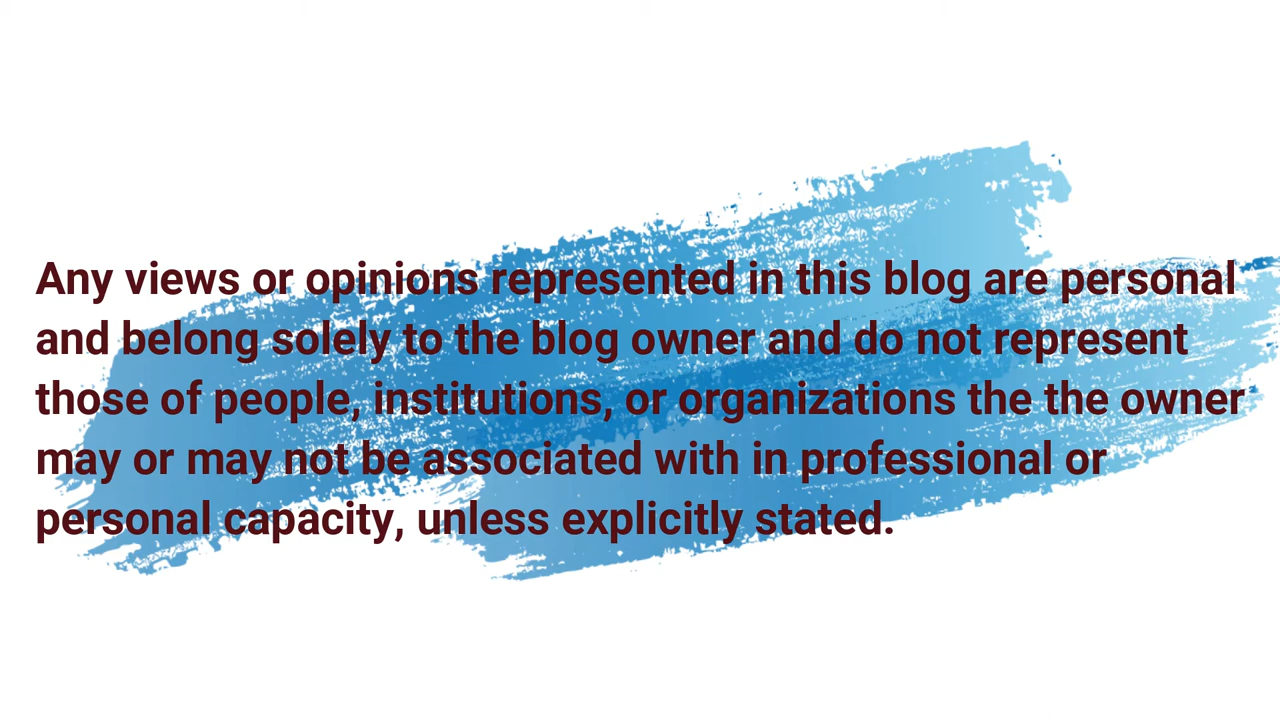 Any views or opinions represented in this blog are personal
and belong solely to the blog owner and do not represent
those of people, institutions, or organizations the the owner
may or may not be associated with in professional or
personal capacity, unless explicitly stated.